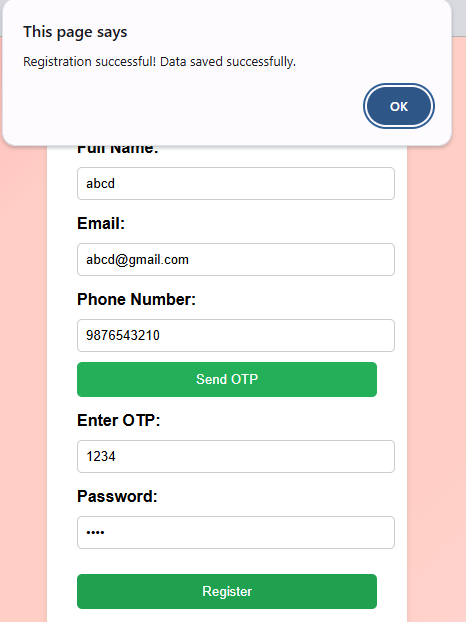 This page says
Registration successful! Data saved successfully.
OK
Full Name:
abcd
Email:
abcd@gmail.com
Phone Number:
9876543210
Send OTP
Enter OTP:
1234
Password:
••••
Register